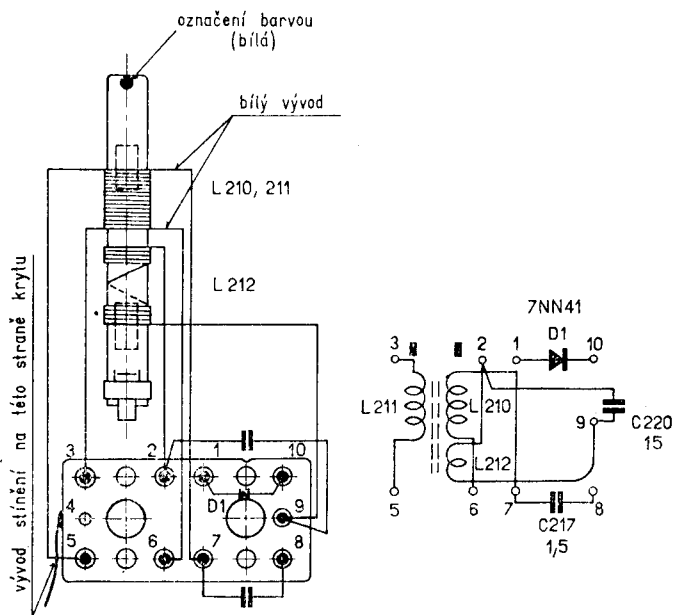 označení barvou
(bílá)
bílý vývod
L 210, 211
L 212
vývod stínění na této straně krytu
3
2
1
10
4
D1
9
5
6
7
8
7NN41
D1
3
2
1
10
L 211
L 210
9
C220
15
L212
5
6
7
8
C217
1,5